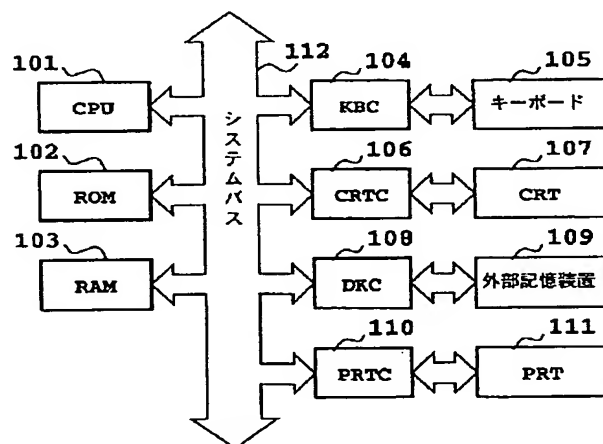 101
CPU
102
ROM
103
RAM
システムバス
112
104
KBC
105
キーボード
106
CRTC
107
CRT
108
DKC
109
外部記憶装置
110
PRTC
111
PRT